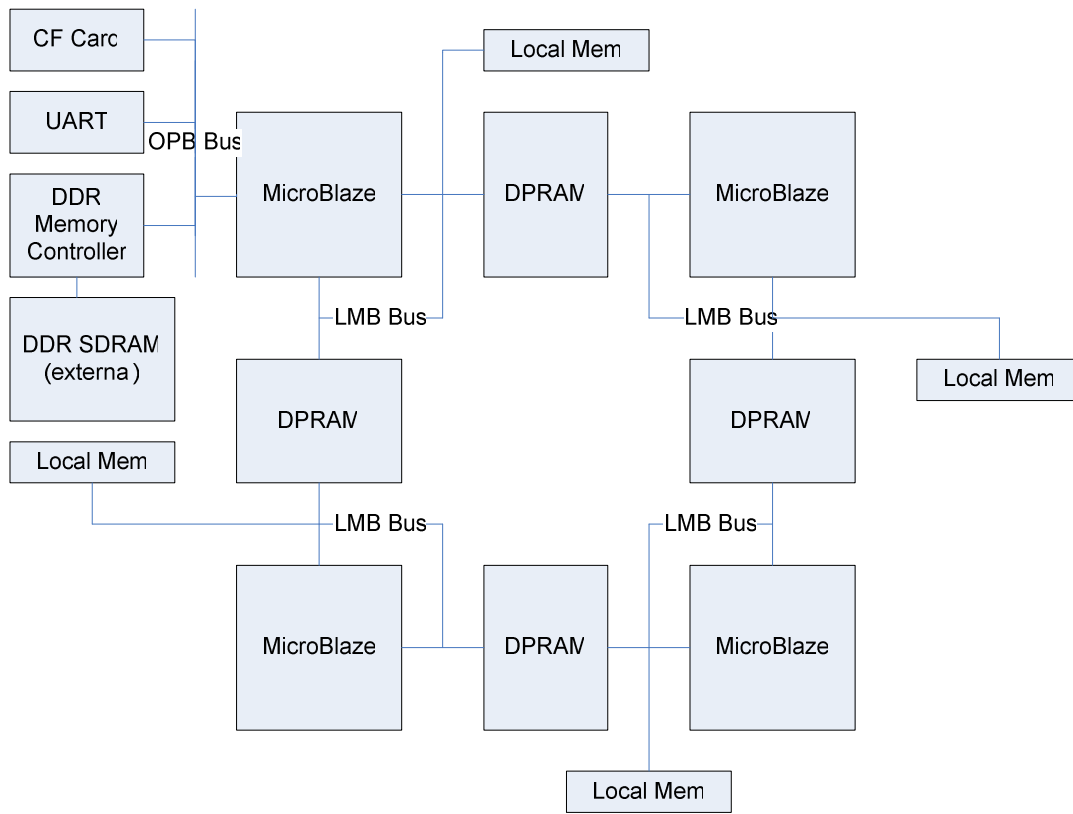 CF Card
Local Mem
UART
OPB Bus
MicroBlaze
DPRAM
MicroBlaze
DDR
Memory
Controller
LMB Bus
LMB Bus
DDR SDRAM
(externa )
Local Mem
DPRAM
DPRAM
Local Mem
LMB Bus
LMB Bus
MicroBlaze
DPRAM
MicroBlaze
Local Mem